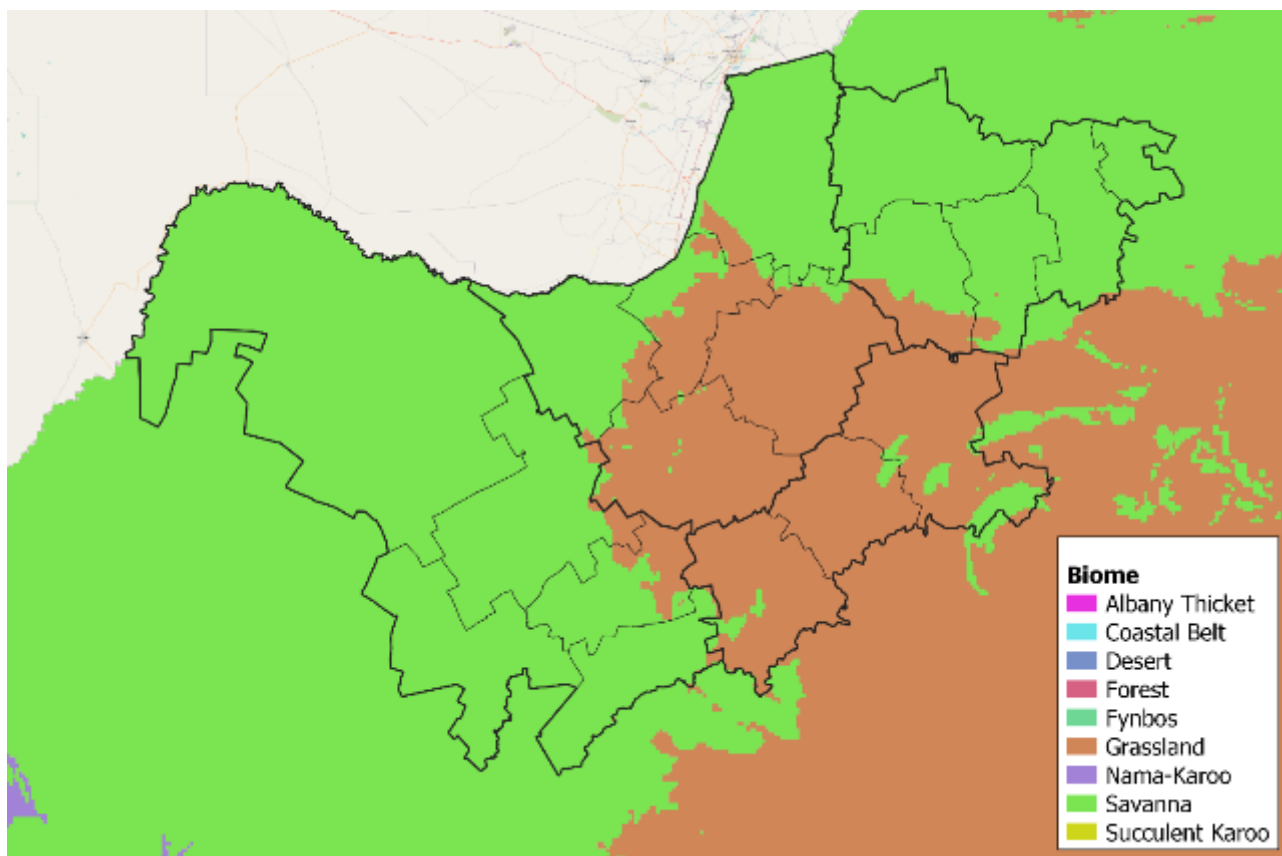 Biome
Albany Thicket
Coastal Belt
Desert
Forest
Fynbos
Grassland
Nama-Karoo
Savanna
Succulent Karoo